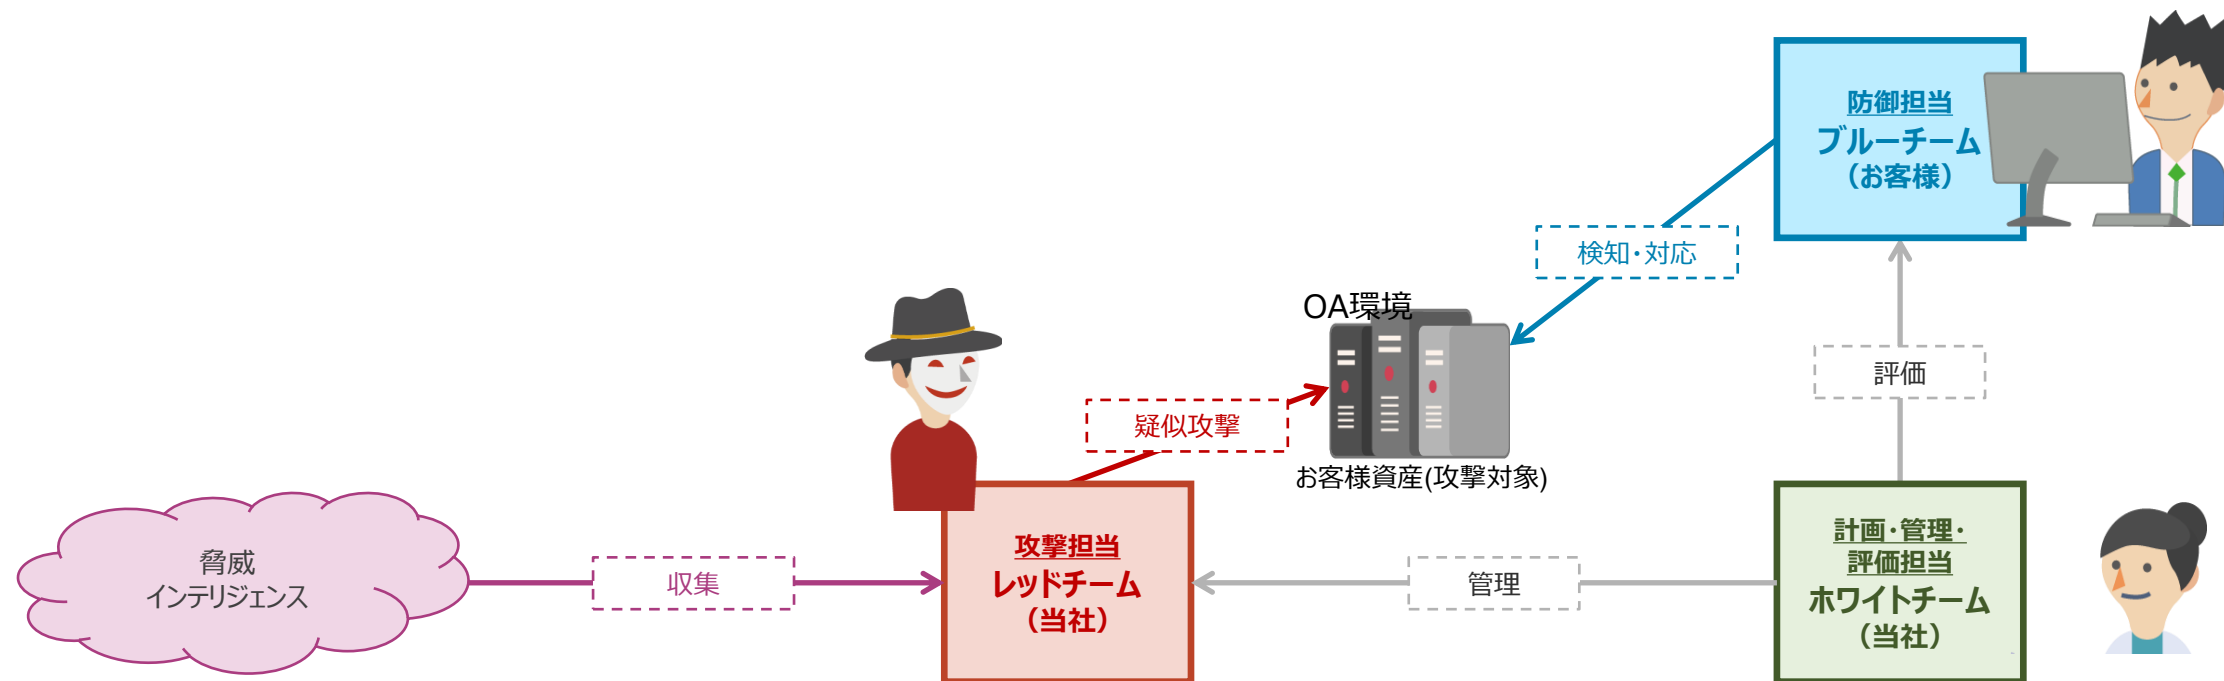 防御担当
ブルーチーム
（お客様）
検知・対応
OA環境
評価
疑似攻撃
お客様資産(攻撃対象)
脅威
インテリジェンス
収集
攻撃担当
レッドチーム
（当社）
管理
計画・管理・
評価担当
ホワイトチーム
（当社）